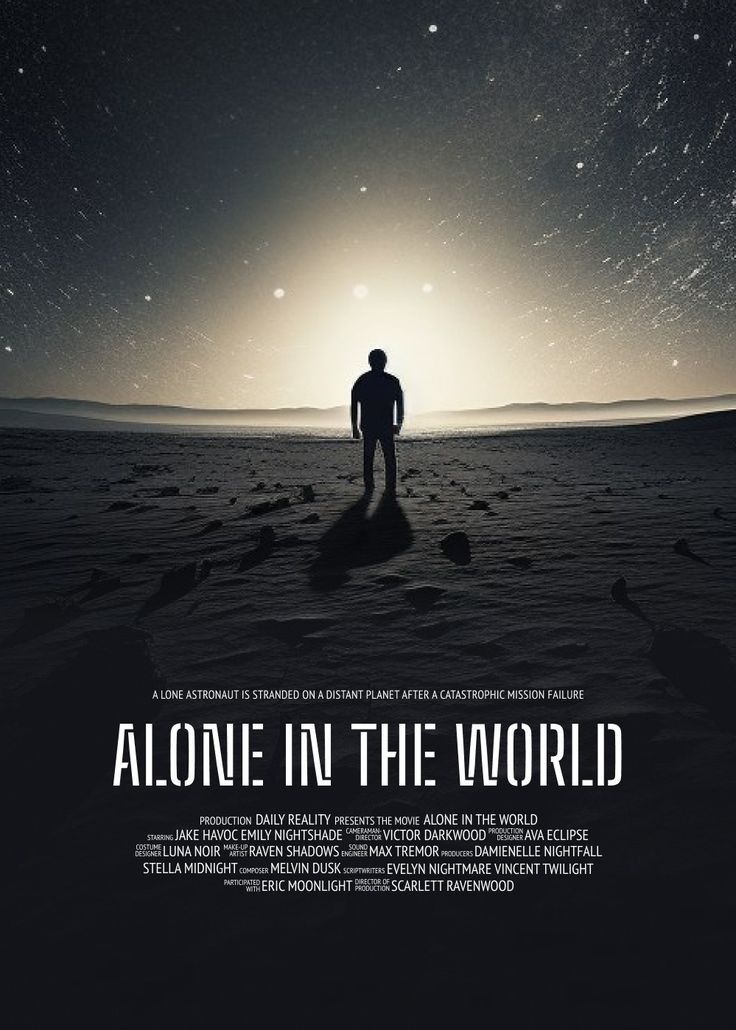 A LONE ASTRONAUT IS STRANDED ON A DISTANT PLANET AFTER A CATASTROPHIC MISSION FAILURE
ALONE IN THE WORLD
PRODUCTION DAILY REALITY PRESENTS THE MOVIE ALONE IN THE WORLD
STARRING JAKE HAVOC EMILY NIGHTSHADE CAMERAMAN-DIRECTOR VICTOR DARKWOOD PRODUCTION DESIGNER AVA ECLIPSE
COSTUME DESIGNER LUNA NOIR MAKE-UP ARTIST RAVEN SHADOWS SOUND ENGINEER MAX TREMOR PRODUCERS DAMIENELLE NIGHTFALL
STELLA MIDNIGHT COMPOSER MELVIN DUSK SCRIPTWRITERS EVELYN NIGHTMARE VINCENT TWILIGHT
PARTICIPATED WITH ERIC MOONLIGHT DIRECTOR OF PRODUCTION SCARLETT RAVENWOOD